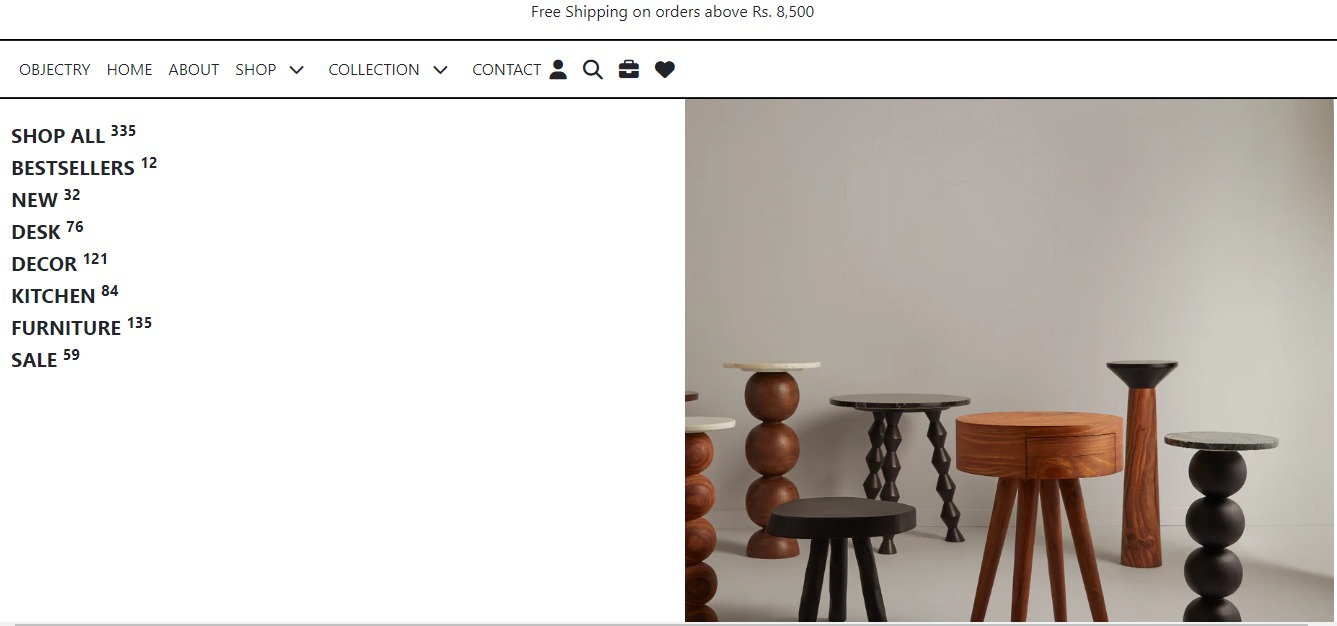 Free Shipping on orders above Rs. 8,500
OBJECTRY HOME ABOUT SHOP COLLECTION CONTACT
SHOP ALL 335
BESTSELLERS 12
NEW 32
DESK 76
DECOR 121
KITCHEN 84
FURNITURE 135
SALE 59